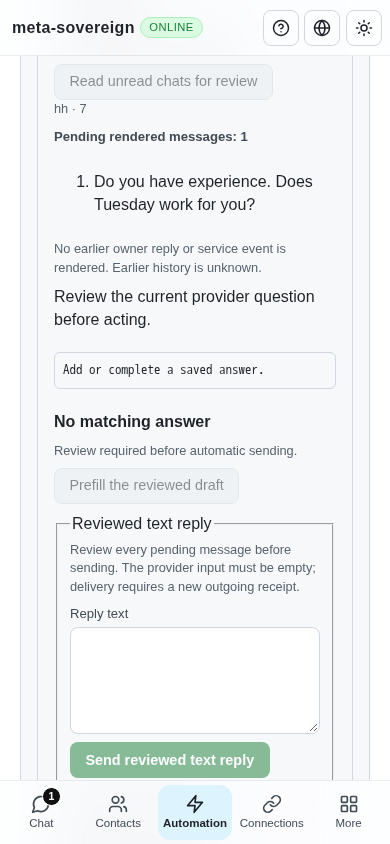 meta-sovereign ONLINE
Read unread chats for review
hh · 7
Pending rendered messages: 1
1. Do you have experience. Does
Tuesday work for you?
No earlier owner reply or service event is
rendered. Earlier history is unknown.
Review the current provider question
before acting.
Add or complete a saved answer.
No matching answer
Review required before automatic sending.
Prefill the reviewed draft
Reviewed text reply
Review every pending message before
sending. The provider input must be empty;
delivery requires a new outgoing receipt.
Reply text
Send reviewed text reply
1
Chat Contacts Automation Connections More